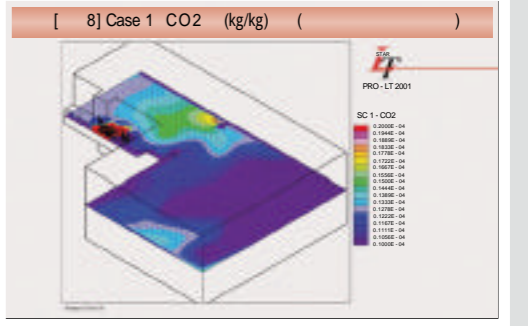 [ 8] Case 1 CO2 (kg/kg) ( )
STAR
LT
PRO - LT 2001
SC 1 - CO2
0.2000E - 04
0.1944E - 04
0.1889E - 04
0.1833E - 04
0.1778E - 04
0.1722E - 04
0.1667E - 04
0.1556E - 04
0.1500E - 04
0.1444E - 04
0.1389E - 04
0.1333E - 04
0.1278E - 04
0.1222E - 04
0.1167E - 04
0.1111E - 04
0.1056E - 04
0.1000E - 04